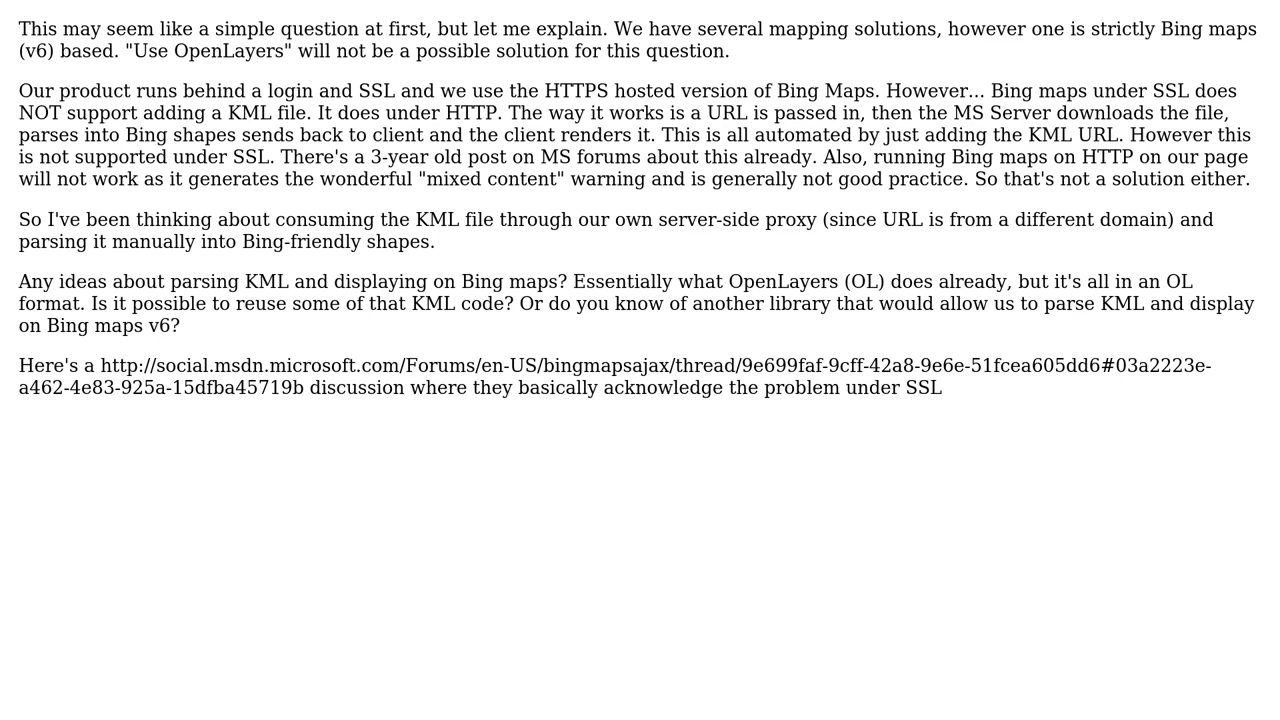 This may seem like a simple question at first, but let me explain. We have several mapping solutions, however one is strictly Bing maps
(v6) based. "Use OpenLayers" will not be a possible solution for this question.
Our product runs behind a login and SSL and we use the HTTPS hosted version of Bing Maps. However... Bing maps under SSL does
NOT support adding a KML file. It does under HTTP. The way it works is a URL is passed in, then the MS Server downloads the file,
parses into Bing shapes sends back to client and the client renders it. This is all automated by just adding the KML URL. However this
is not supported under SSL. There's a 3-year old post on MS forums about this already. Also, running Bing maps on HTTP on our page
will not work as it generates the wonderful "mixed content" warning and is generally not good practice. So that's not a solution either.
So I've been thinking about consuming the KML file through our own server-side proxy (since URL is from a different domain) and
parsing it manually into Bing-friendly shapes.
Any ideas about parsing KML and displaying on Bing maps? Essentially what OpenLayers (OL) does already, but it's all in an OL
format. Is it possible to reuse some of that KML code? Or do you know of another library that would allow us to parse KML and display
on Bing maps v6?
Here's a http://social.msdn.microsoft.com/Forums/en-US/bingmapsajax/thread/9e699faf-9cff-42a8-9e6e-51fcea605dd6#03a2223e-
a462-4e83-925a-15dfba45719b discussion where they basically acknowledge the problem under SSL